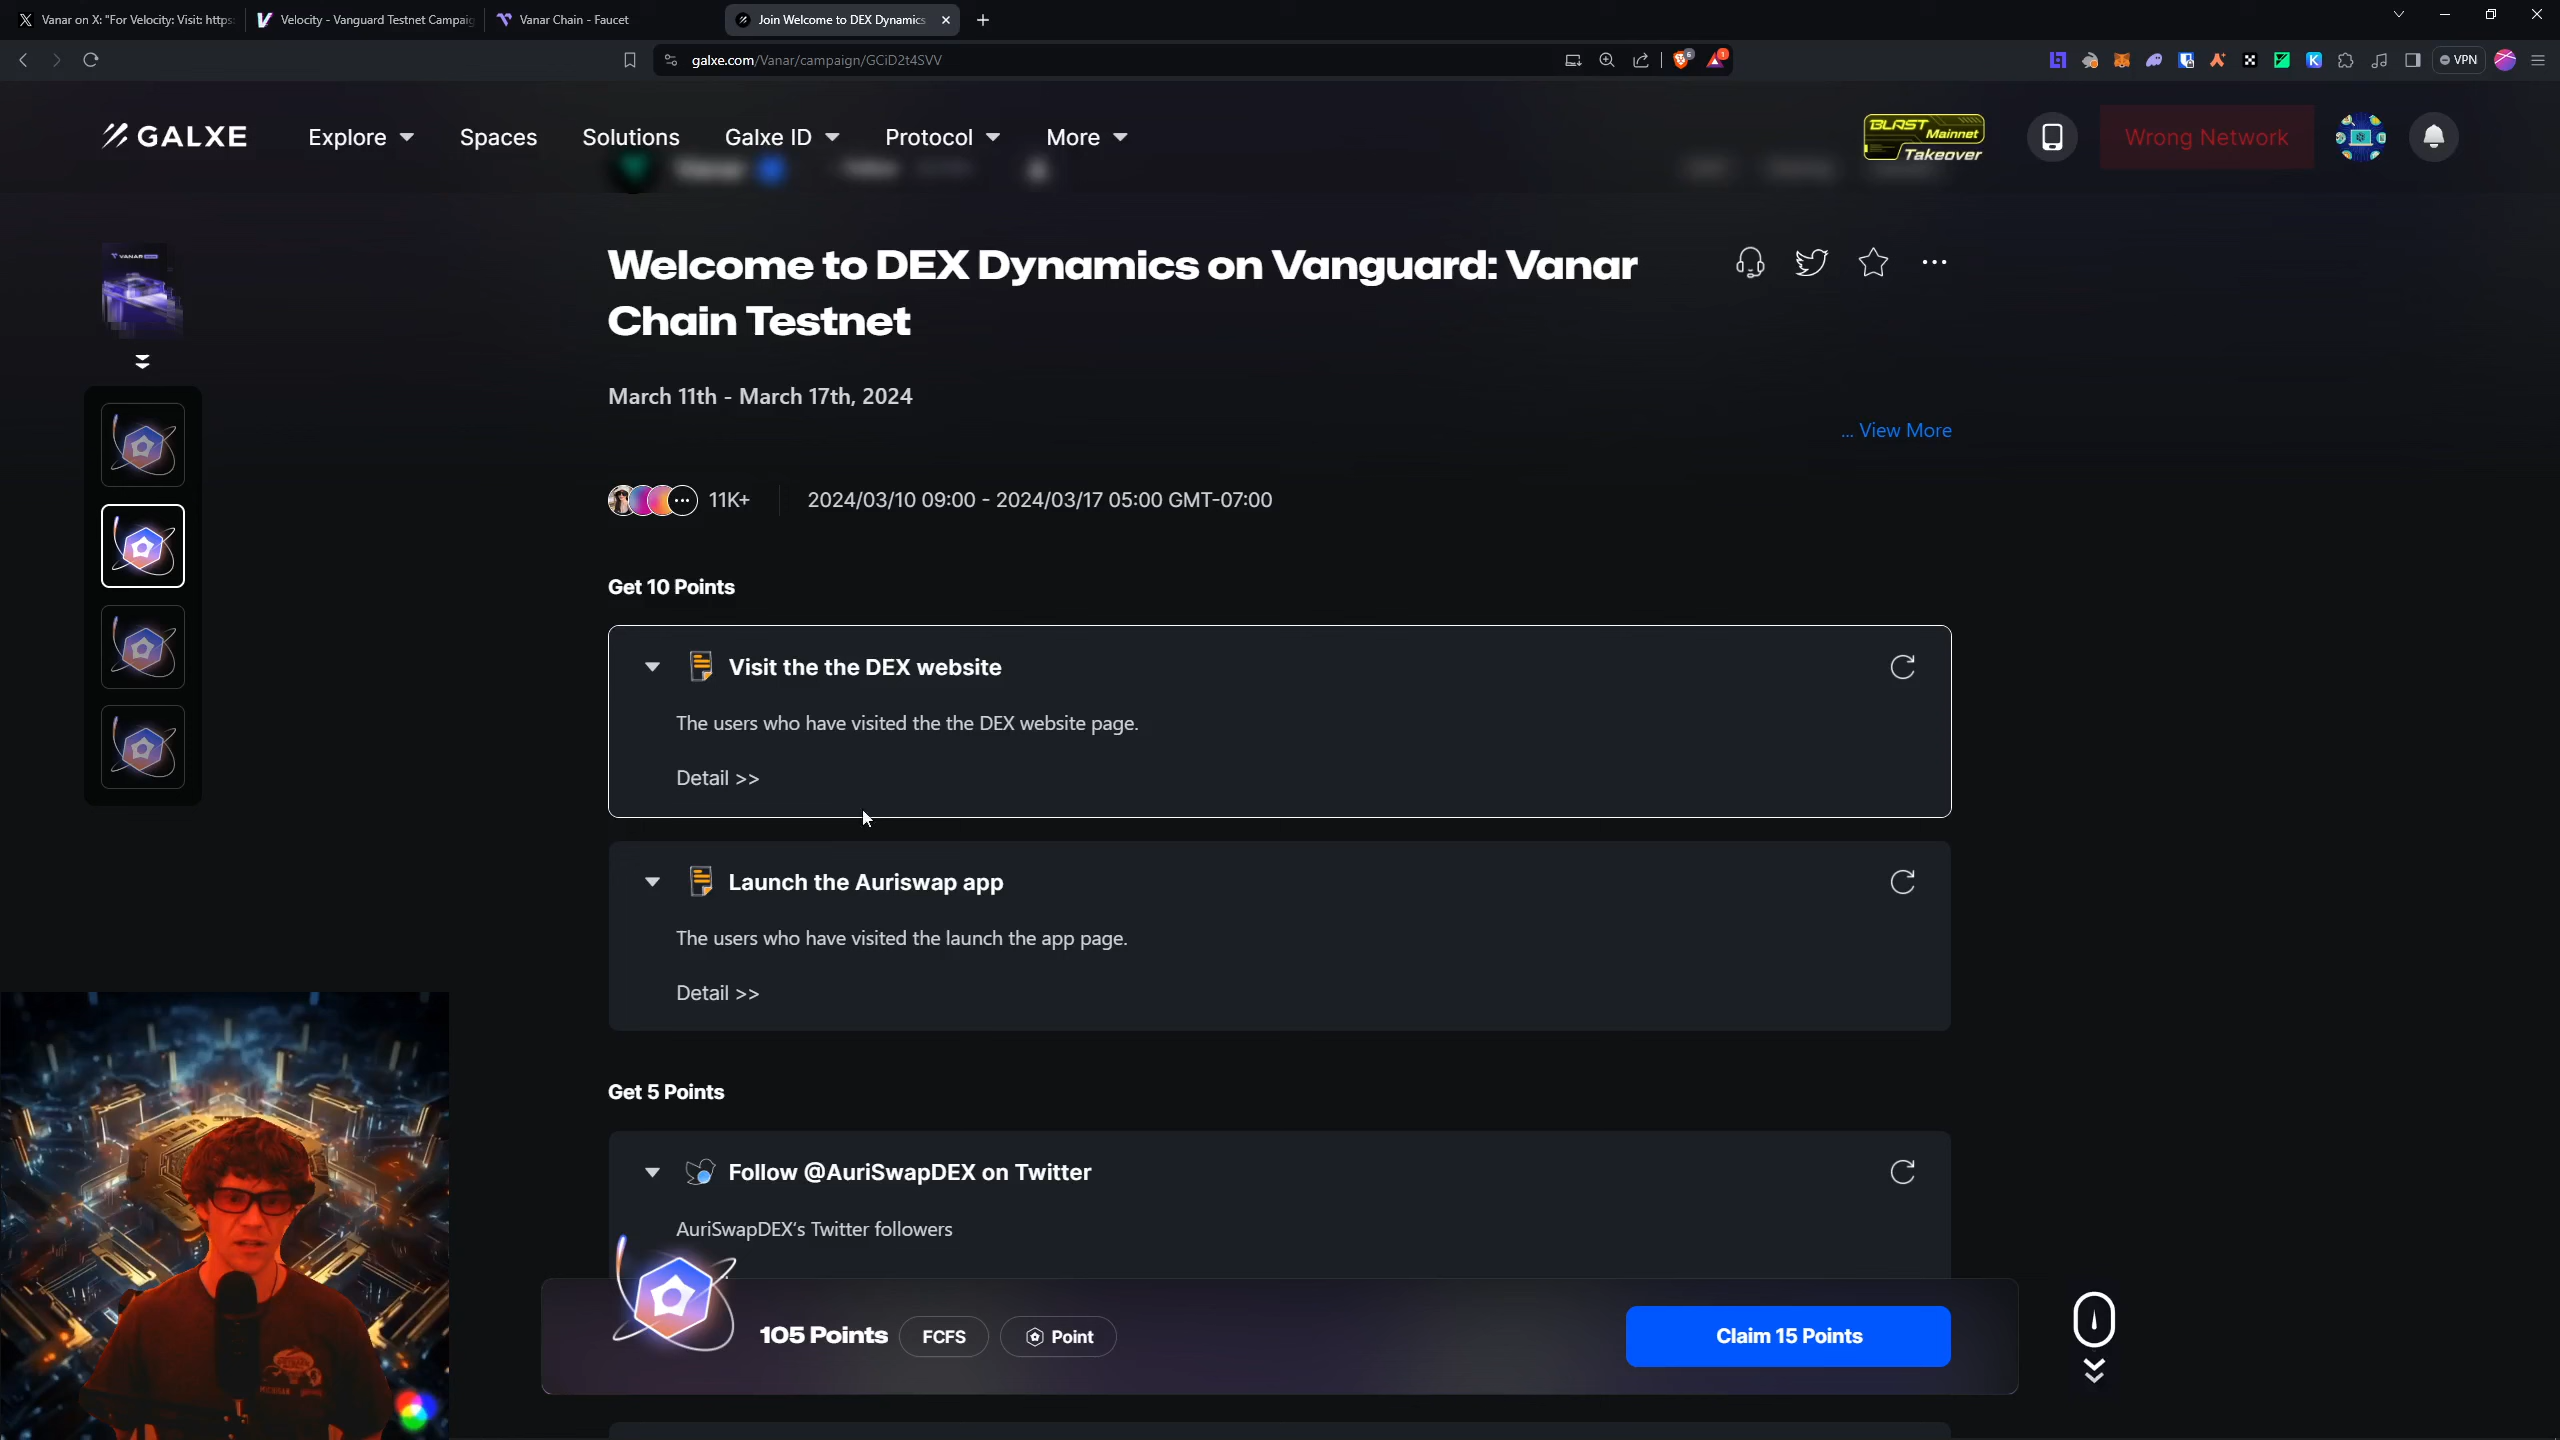 Vanar on X: "For Velocity: Visit: https:
Velocity - Vanguard Testnet Campaig
Vanar Chain - Faucet
Join Welcome to DEX Dynamics
galxe.com/Vanar/campaign/GCiD2t4SVV
VPN
GALXE
Explore
Spaces
Solutions
Galxe ID
Protocol
More
BLAST Mainnet
Takeover
Wrong Network
VANAR
Welcome to DEX Dynamics on Vanguard: Vanar
Chain Testnet
March 11th - March 17th, 2024
... View More
11K+
2024/03/10 09:00 - 2024/03/17 05:00 GMT-07:00
Get 10 Points
Visit the the DEX website
The users who have visited the the DEX website page.
Detail >>
Launch the Auriswap app
The users who have visited the launch the app page.
Detail >>
Get 5 Points
Follow @AuriSwapDEX on Twitter
AuriSwapDEX's Twitter followers
105 Points
FCFS
Point
Claim 15 Points